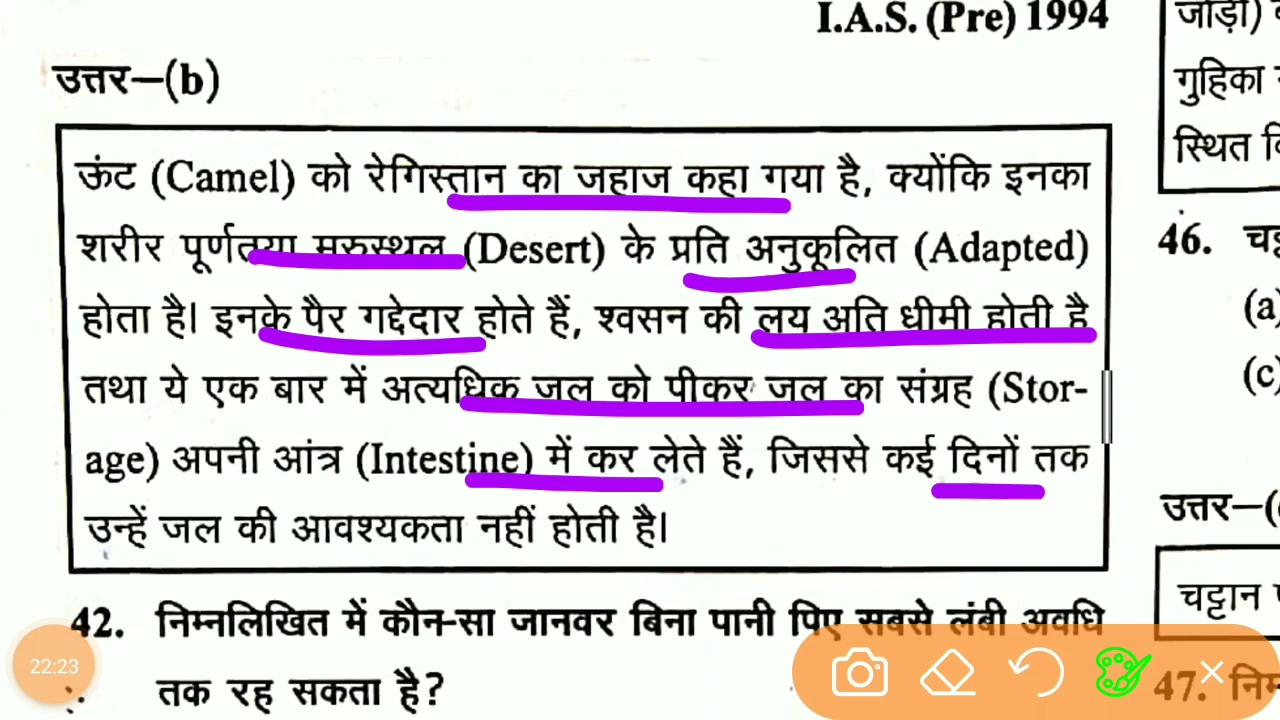 I.A.S. (Pre) 1994
उत्तर–(b)
ऊंट (Camel) को रेगिस्तान का जहाज कहा गया है, क्योंकि इनका
शरीर पूर्णतया मरुस्थल (Desert) के प्रति अनुकूलित (Adapted)
होता है। इनके पैर गद्देदार होते हैं, श्वसन की लय अति धीमी होती है
तथा ये एक बार में अत्यधिक जल को पीकर जल का संग्रह (Stor-
age) अपनी आंत्र (Intestine) में कर लेते हैं, जिससे कई दिनों तक
उन्हें जल की आवश्यकता नहीं होती है।
42. निम्नलिखित में कौन-सा जानवर बिना पानी पिए सबसे लंबी अवधि
तक रह सकता है?
22:23
जोड़ी)
गुहिका
स्थित
46.
(a)
(c)
उत्तर–
चट्टान
47.